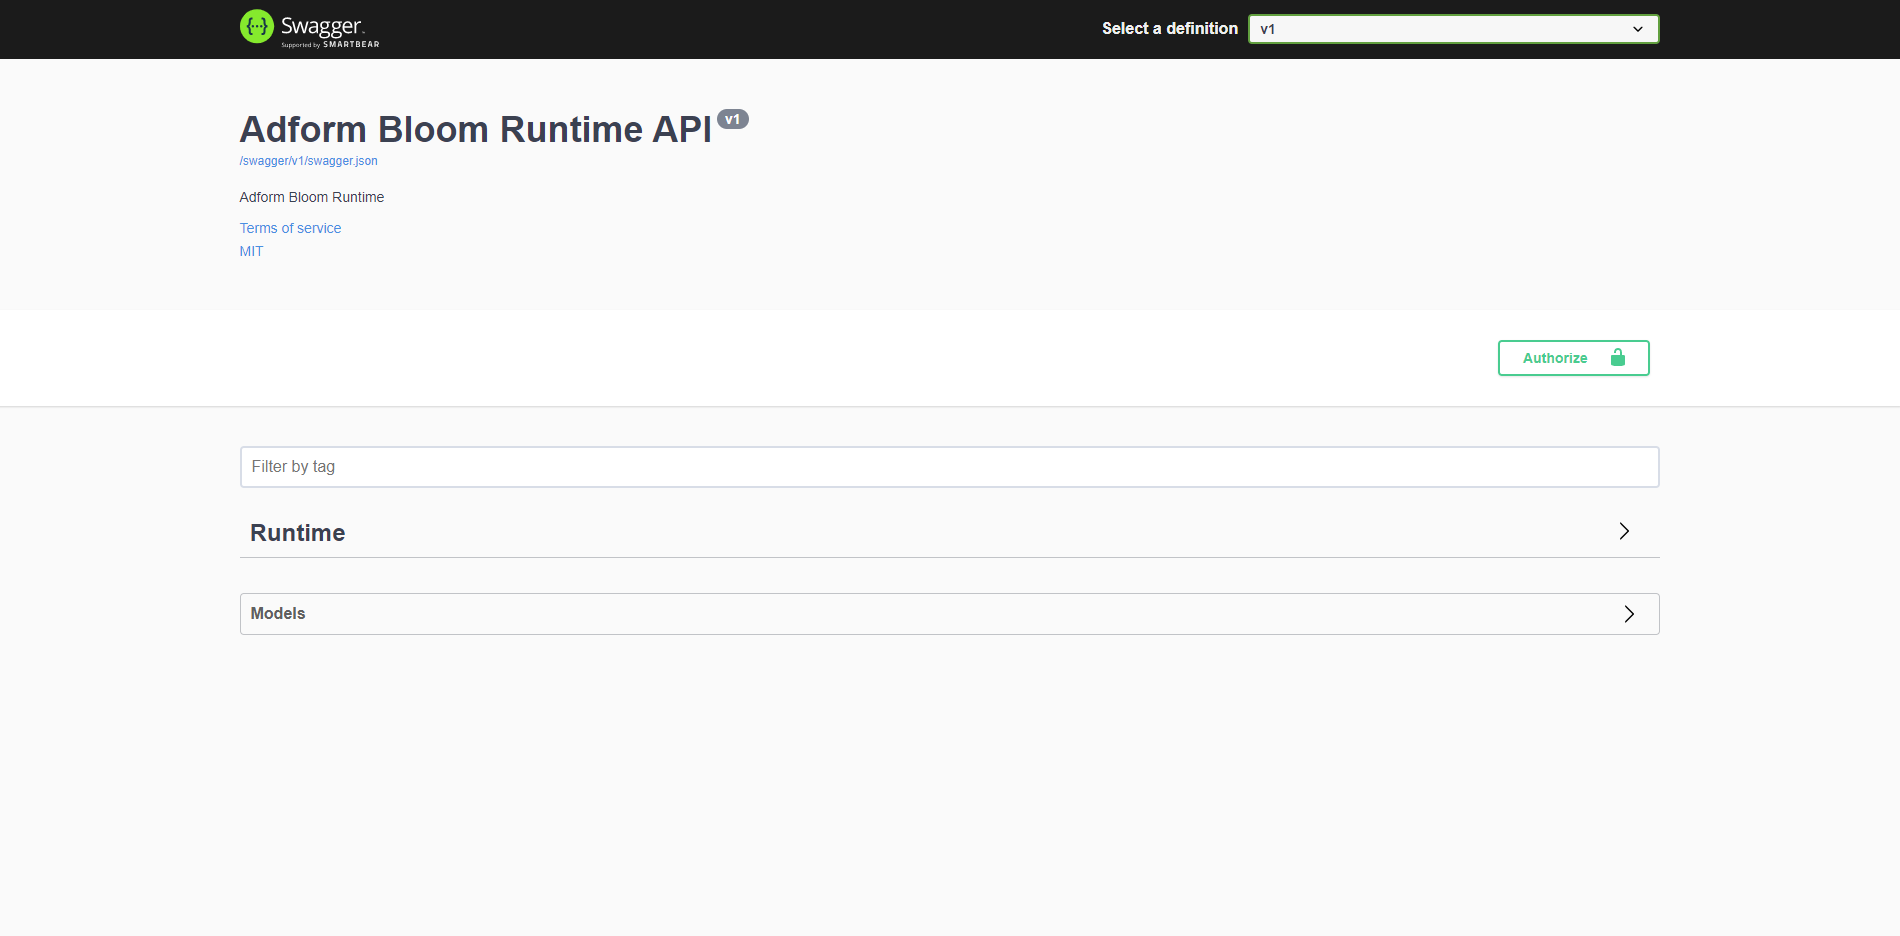 Swagger
Supported by SMARTBEAR
Select a definition
v1
Adform Bloom Runtime API v1
/swagger/v1/swagger.json
Adform Bloom Runtime
Terms of service
MIT
Authorize
Filter by tag
Runtime
Models